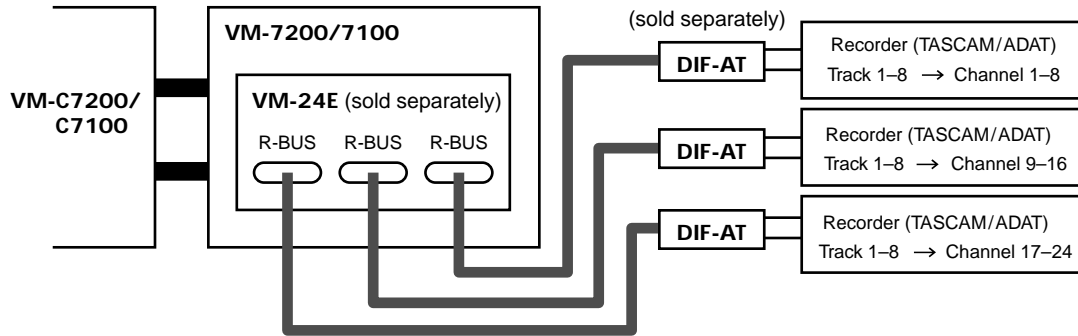 VM-C7200/
C7100
VM-7200/7100
VM-24E (sold separately)
R-BUS R-BUS R-BUS
(sold separately)
DIF-AT
Recorder (TASCAM/ADAT)
Track 1–8 → Channel 1–8
DIF-AT
Recorder (TASCAM/ADAT)
Track 1–8 → Channel 9–16
DIF-AT
Recorder (TASCAM/ADAT)
Track 1–8 → Channel 17–24